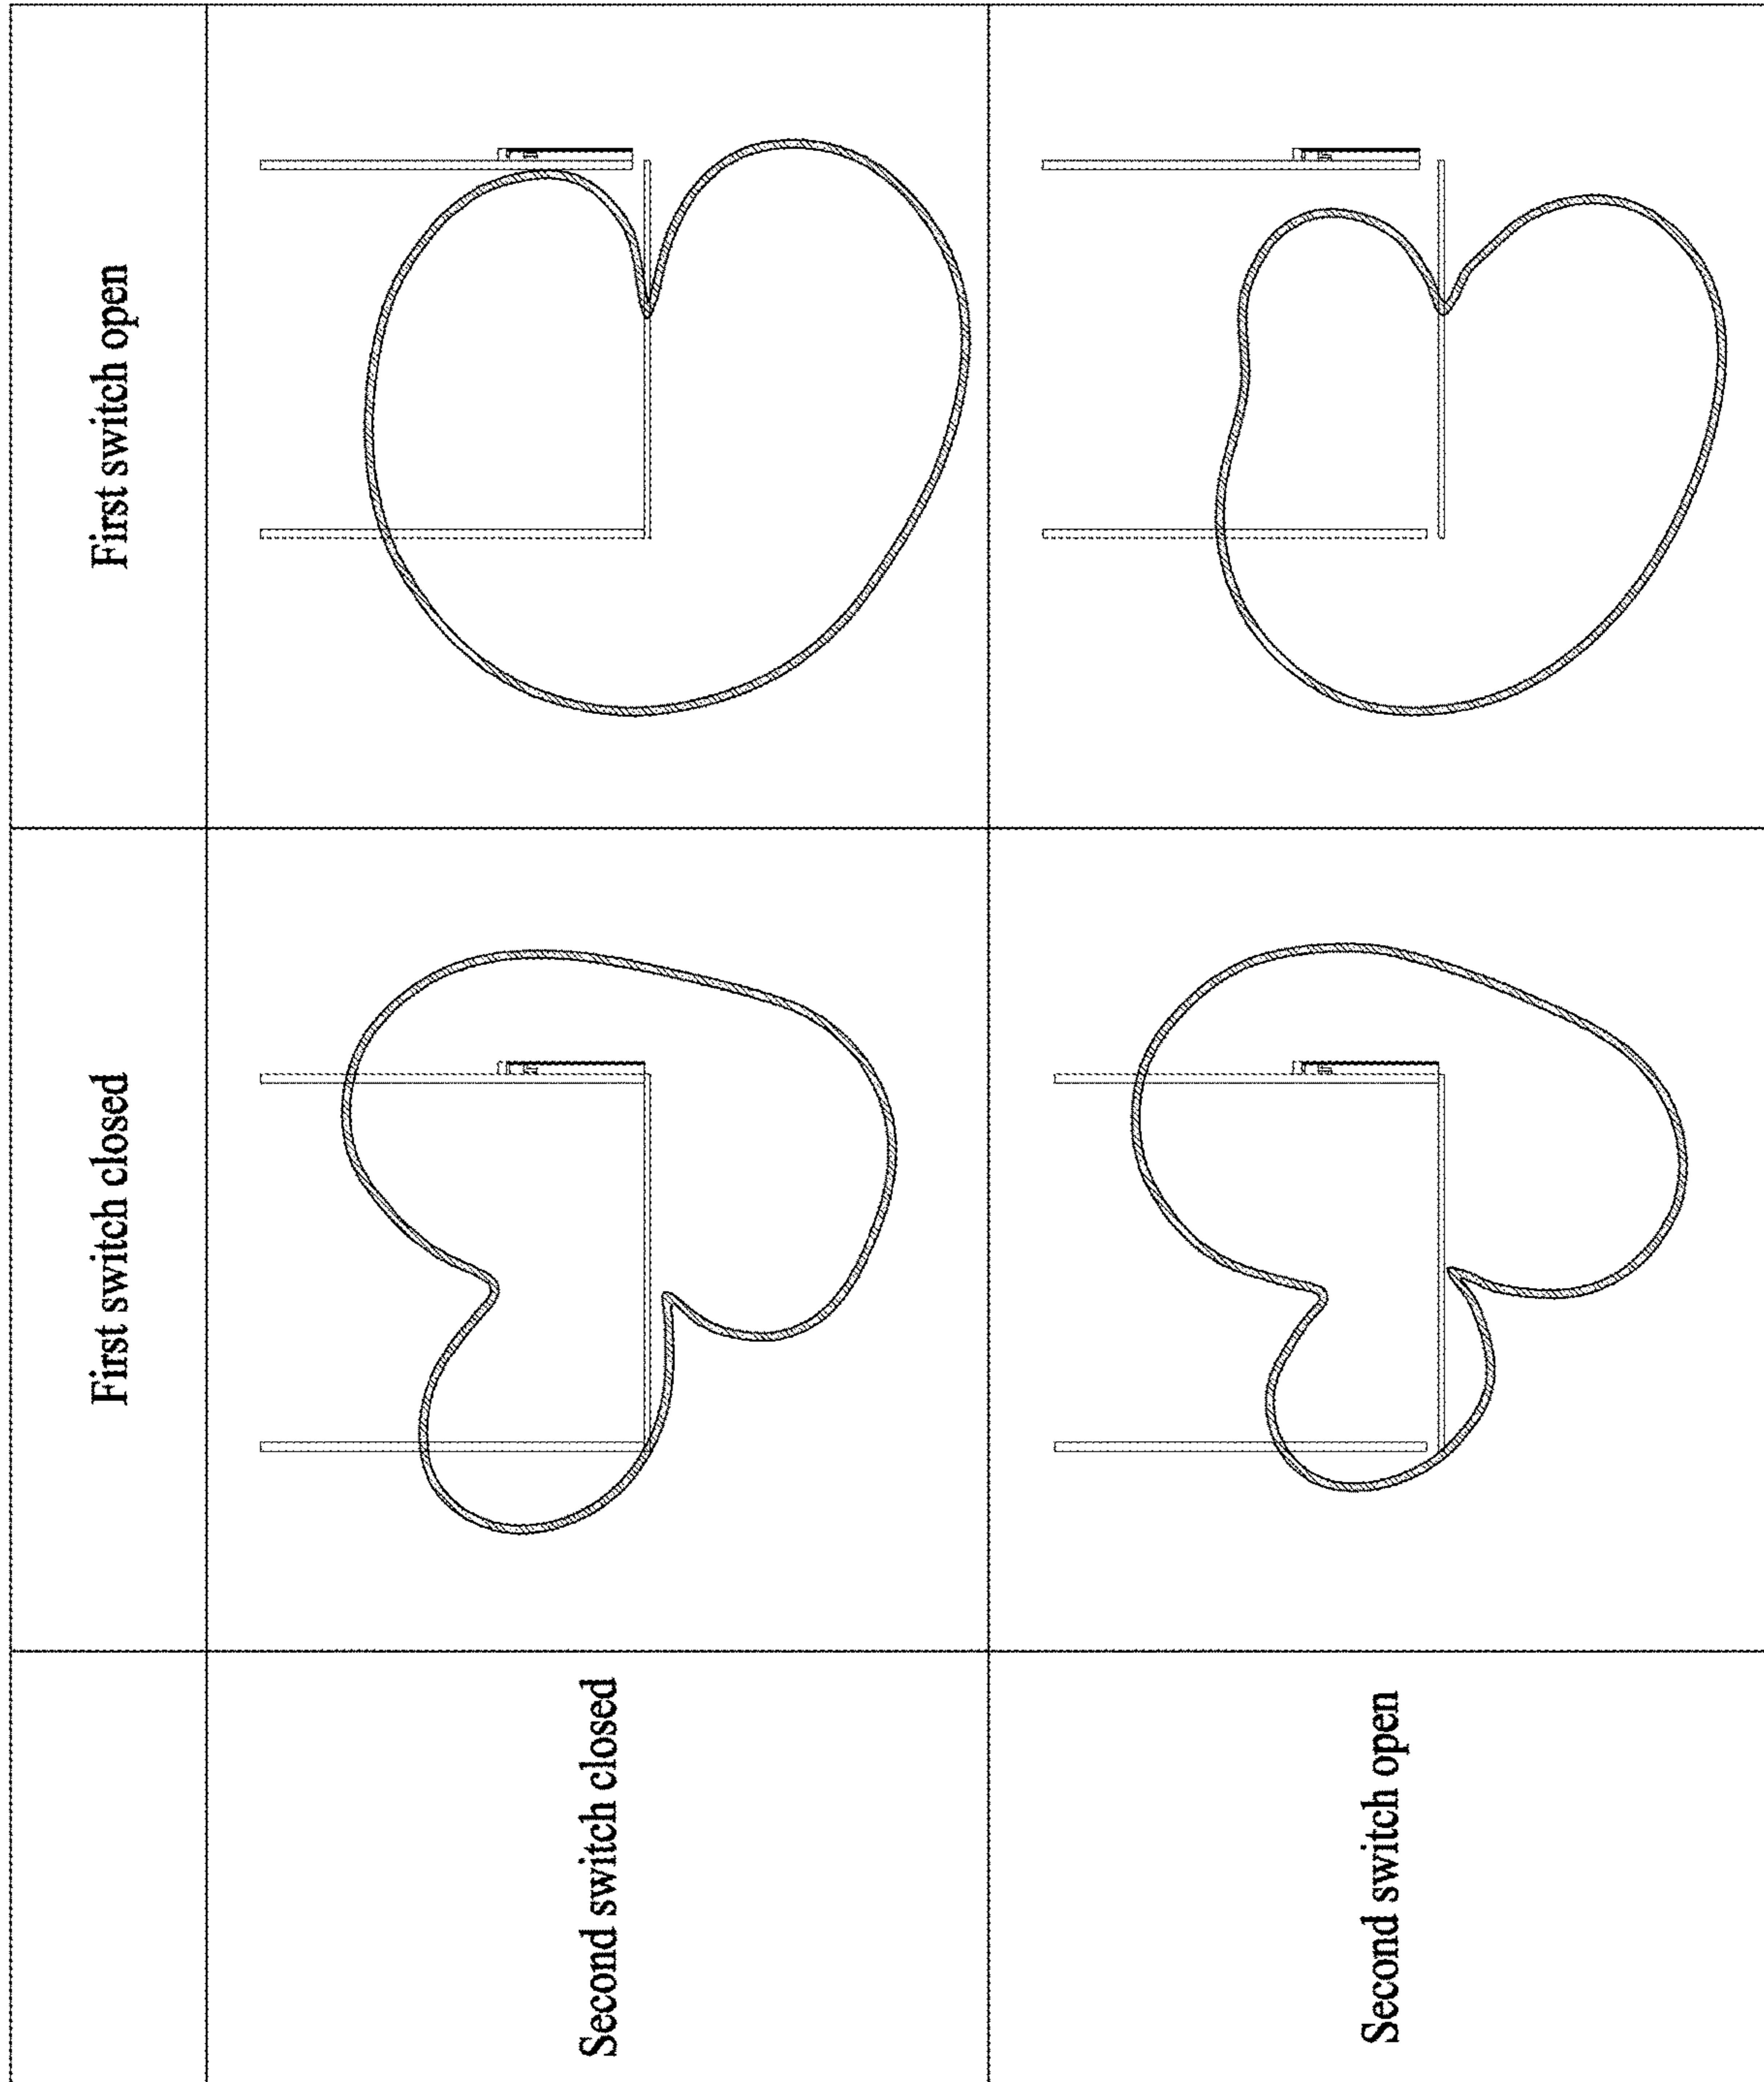 First switch closed
First switch open
Second switch closed
Second switch open